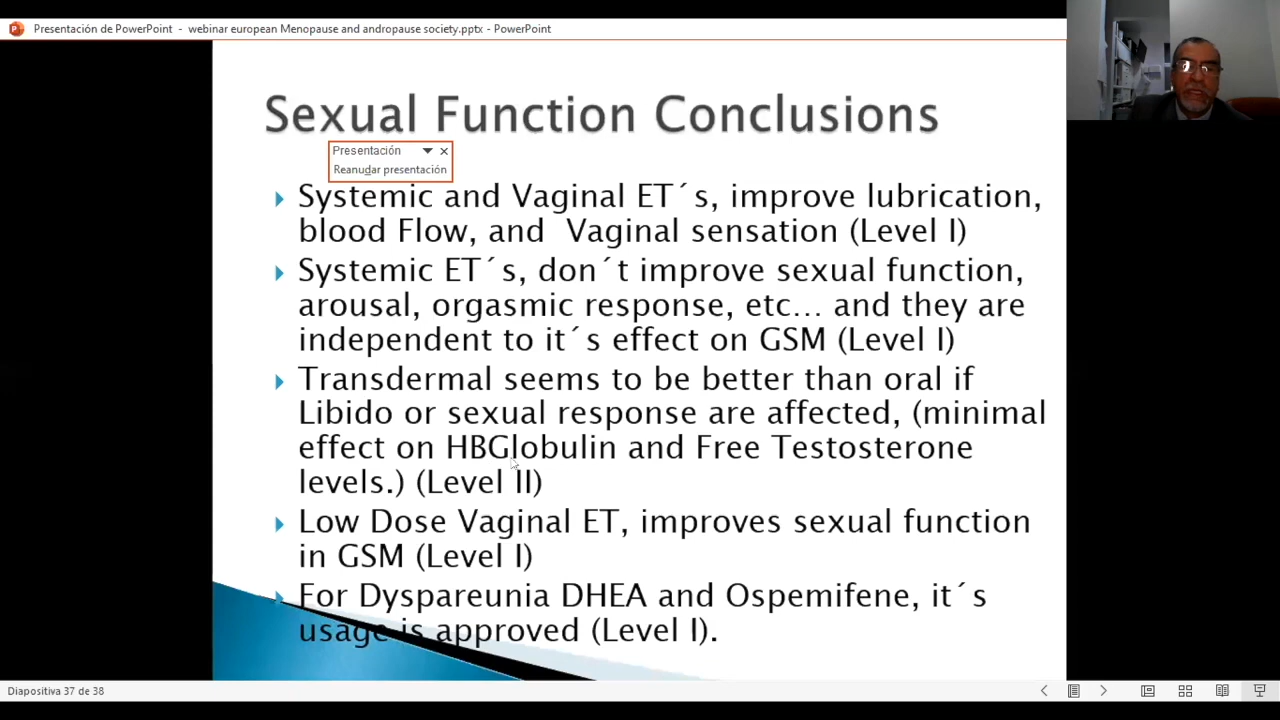 Presentación de PowerPoint - webinar european Menopause and andropause society.pptx - PowerPoint
Sexual Function Conclusions
Presentación
Reanudar presentación
Systemic and Vaginal ET´s, improve lubrication,
blood Flow, and Vaginal sensation (Level I)
Systemic ET´s, don´t improve sexual function,
arousal, orgasmic response, etc... and they are
independent to it´s effect on GSM (Level I)
Transdermal seems to be better than oral if
Libido or sexual response are affected, (minimal
effect on HBGlobulin and Free Testosterone
levels.) (Level II)
Low Dose Vaginal ET, improves sexual function
in GSM (Level I)
For Dyspareunia DHEA and Ospemifene, it´s
usage is approved (Level I).
Diapositiva 37 de 38